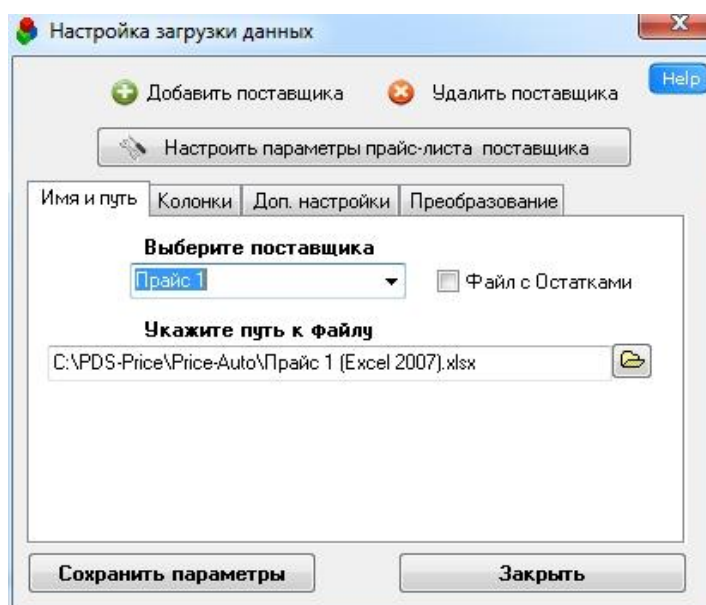 Настройка загрузки данных
Help
Добавить поставщика Удалить поставщика
Настроить параметры прайс-листа поставщика
Имя и путь Колонки Доп. настройки Преобразование
Выберите поставщика
Прайс 1 Файл с Остатками
Укажите путь к файлу
C:\PDS-Price\Price-Auto\Прайс 1 (Excel 2007).xlsx
Сохранить параметры Закрыть